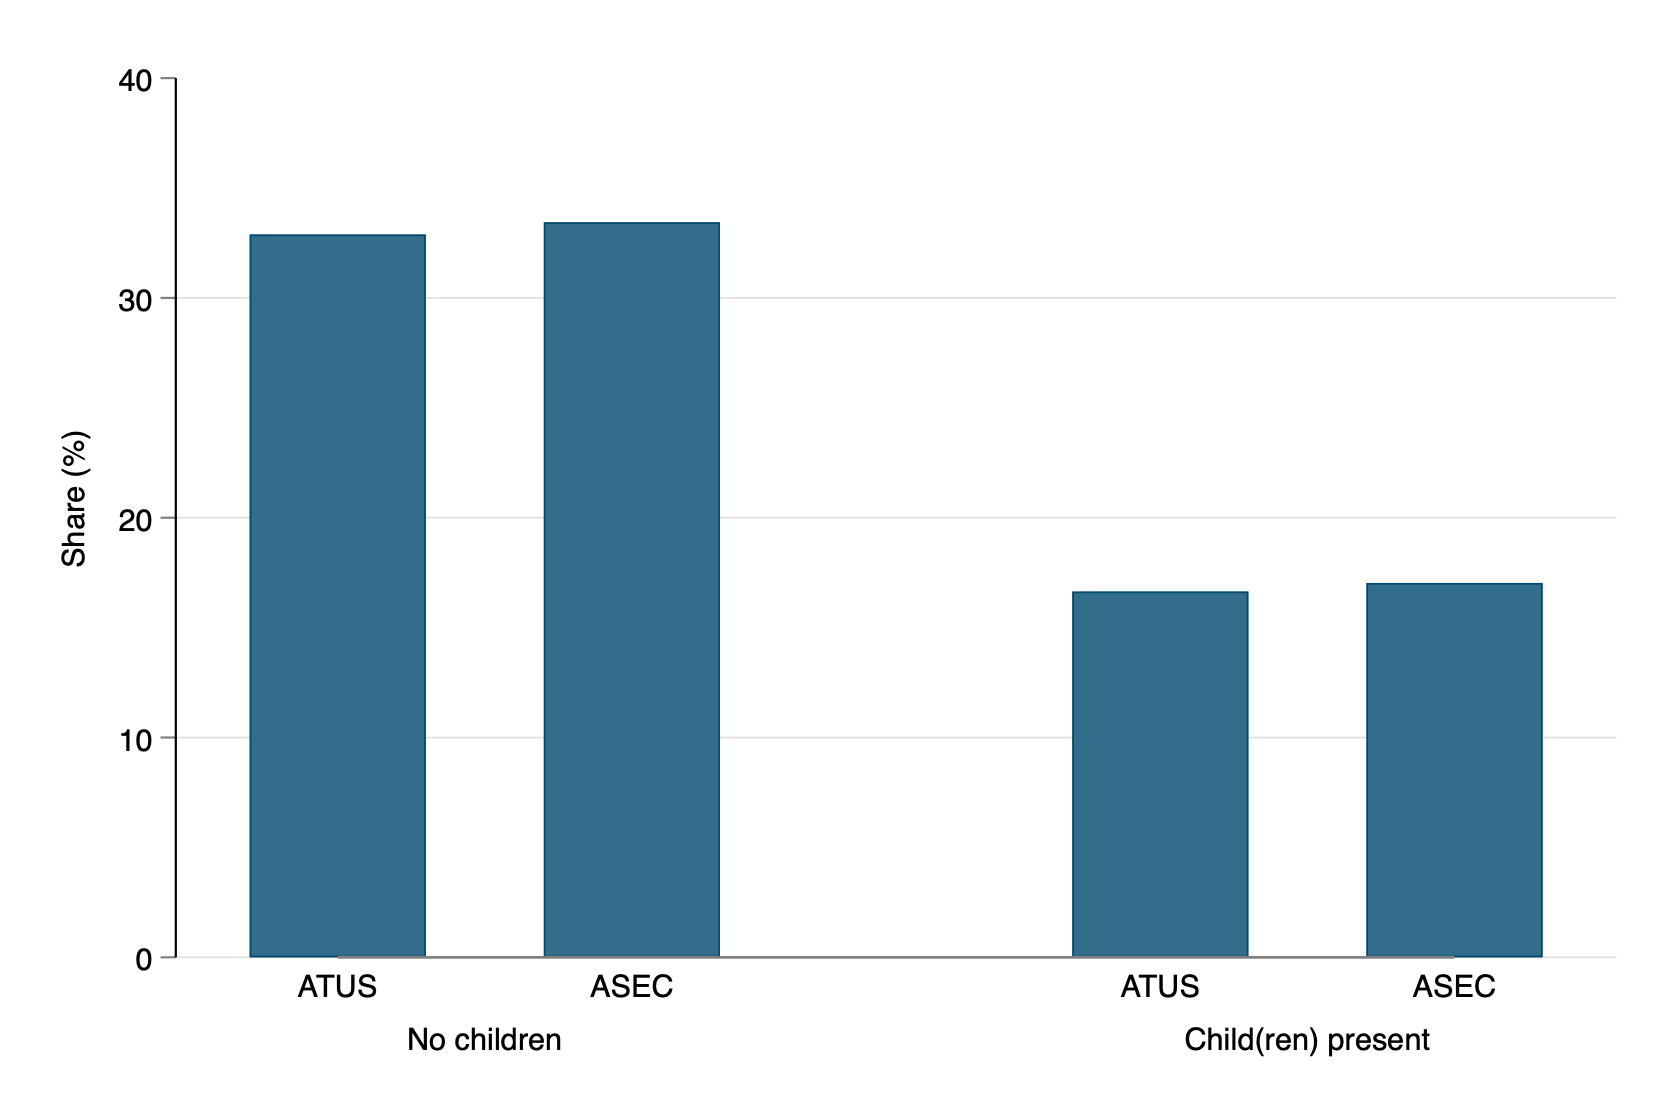 40
30
20
10
0
Share (%)
ATUS ASEC ATUS ASEC
No children Child(ren) present